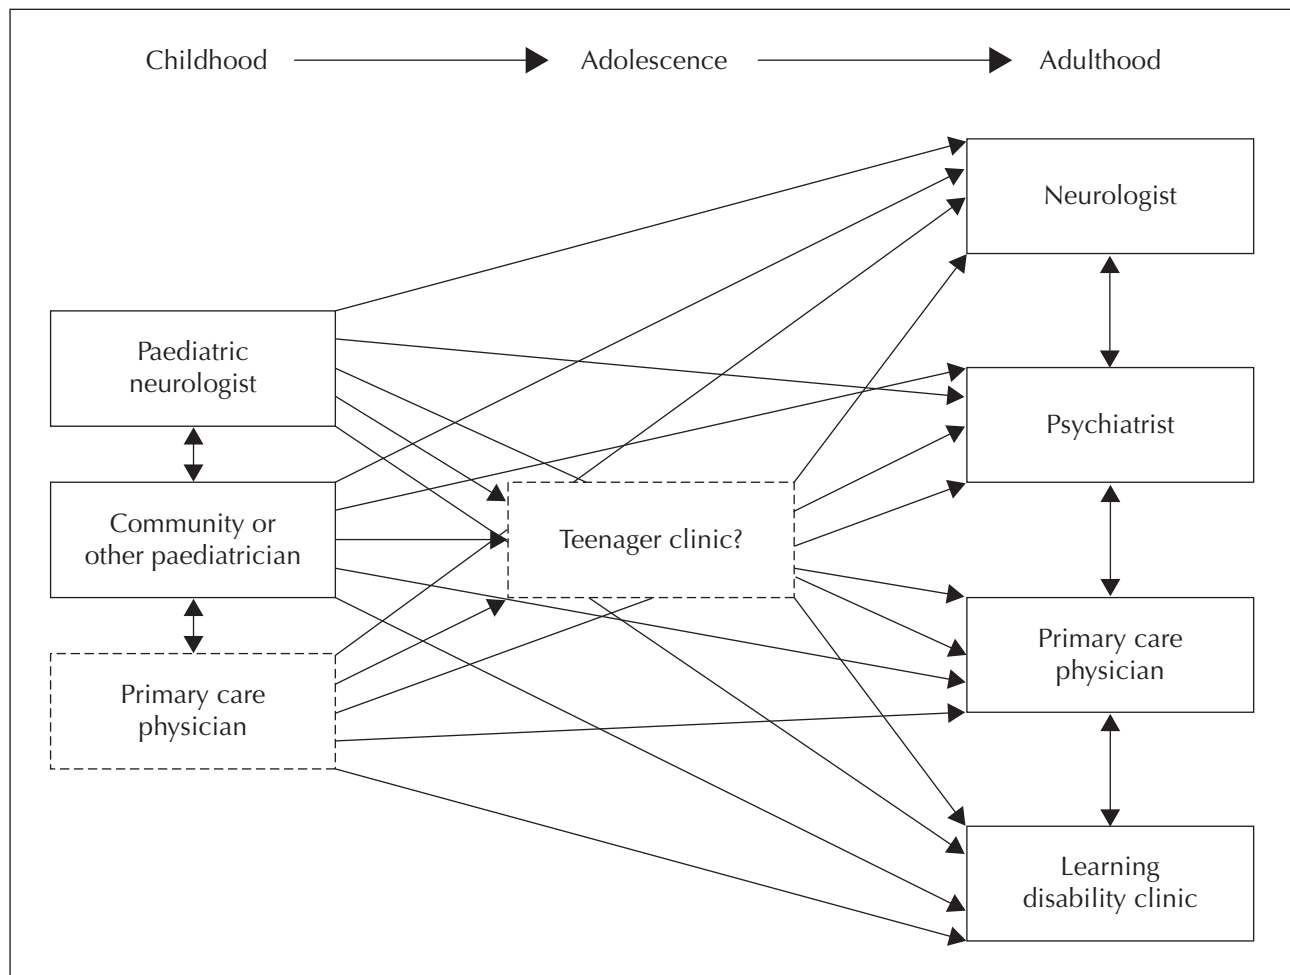 Childhood
Adolescence
Adulthood
Neurologist
Paediatric
neurologist
Psychiatrist
Community or
other paediatrician
Teenager clinic?
Primary care
physician
Primary care
physician
Learning
disability clinic